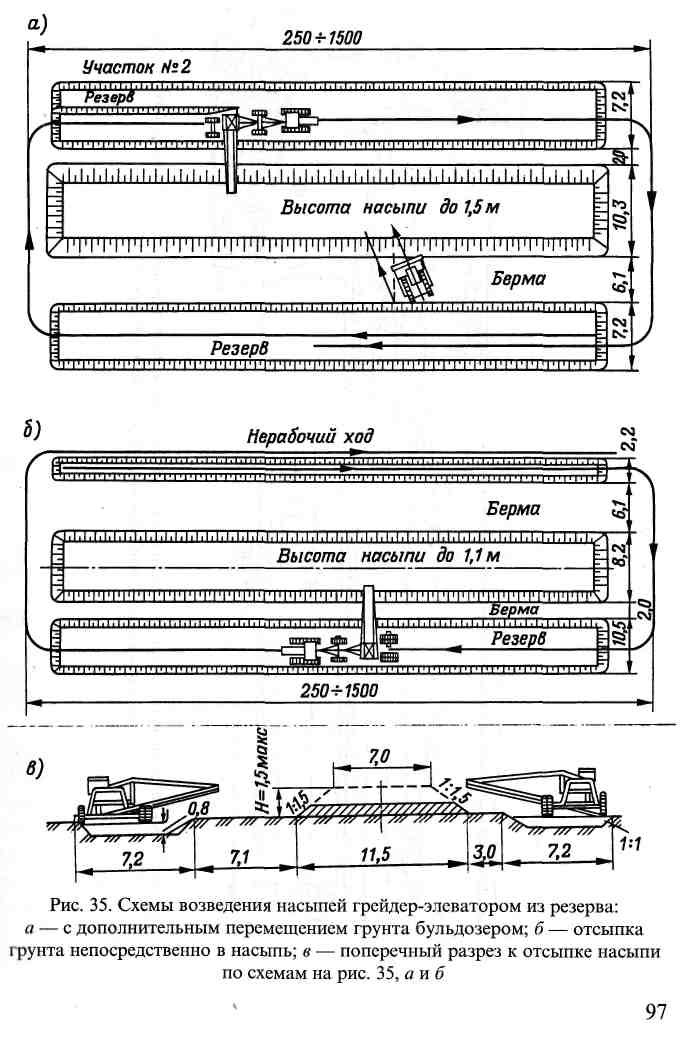 а)
250÷1500
Участок №2
Резерв
7,2
2,0
Высота насыпи до 1,5 м
10,3
Берма
6,1
Резерв
7,2
б)
Нерабочий ход
2,2
Берма
6,1
Высота насыпи до 1,1 м
8,2
Берма
2,0
Резерв
10,5
250÷1500
в)
7,0
H=1,5макс
1:1,5
1:1,5
0,8
1:1
7,2
7,1
11,5
3,0
7,2
Рис. 35. Схемы возведения насыпей грейдер-элеватором из резерва:
а — с дополнительным перемещением грунта бульдозером; б — отсыпка
грунта непосредственно в насыпь; в — поперечный разрез к отсыпке насыпи
по схемам на рис. 35, а и б
97